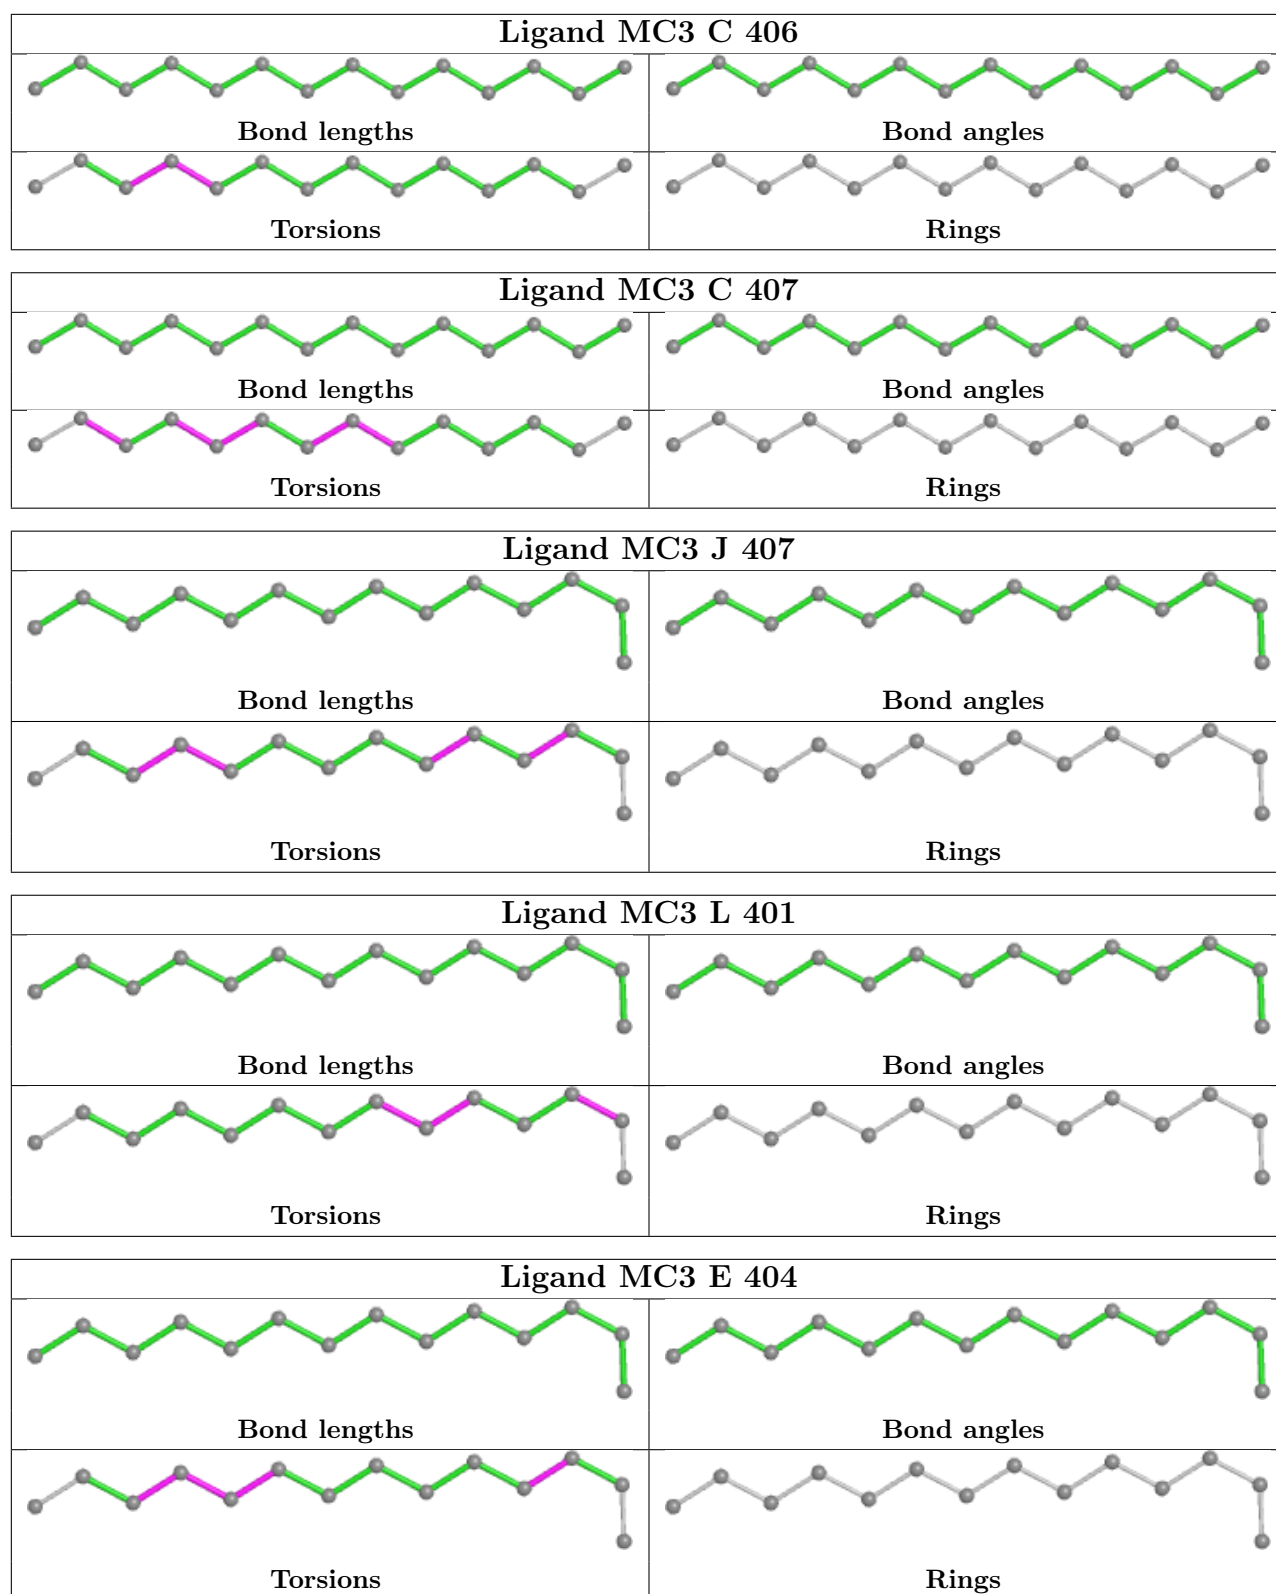 Ligand MC3 C 406
Bond lengths Bond angles
Torsions Rings
Ligand MC3 C 407
Bond lengths Bond angles
Torsions Rings
Ligand MC3 J 407
Bond lengths Bond angles
Torsions Rings
Ligand MC3 L 401
Bond lengths Bond angles
Torsions Rings
Ligand MC3 E 404
Bond lengths Bond angles
Torsions Rings